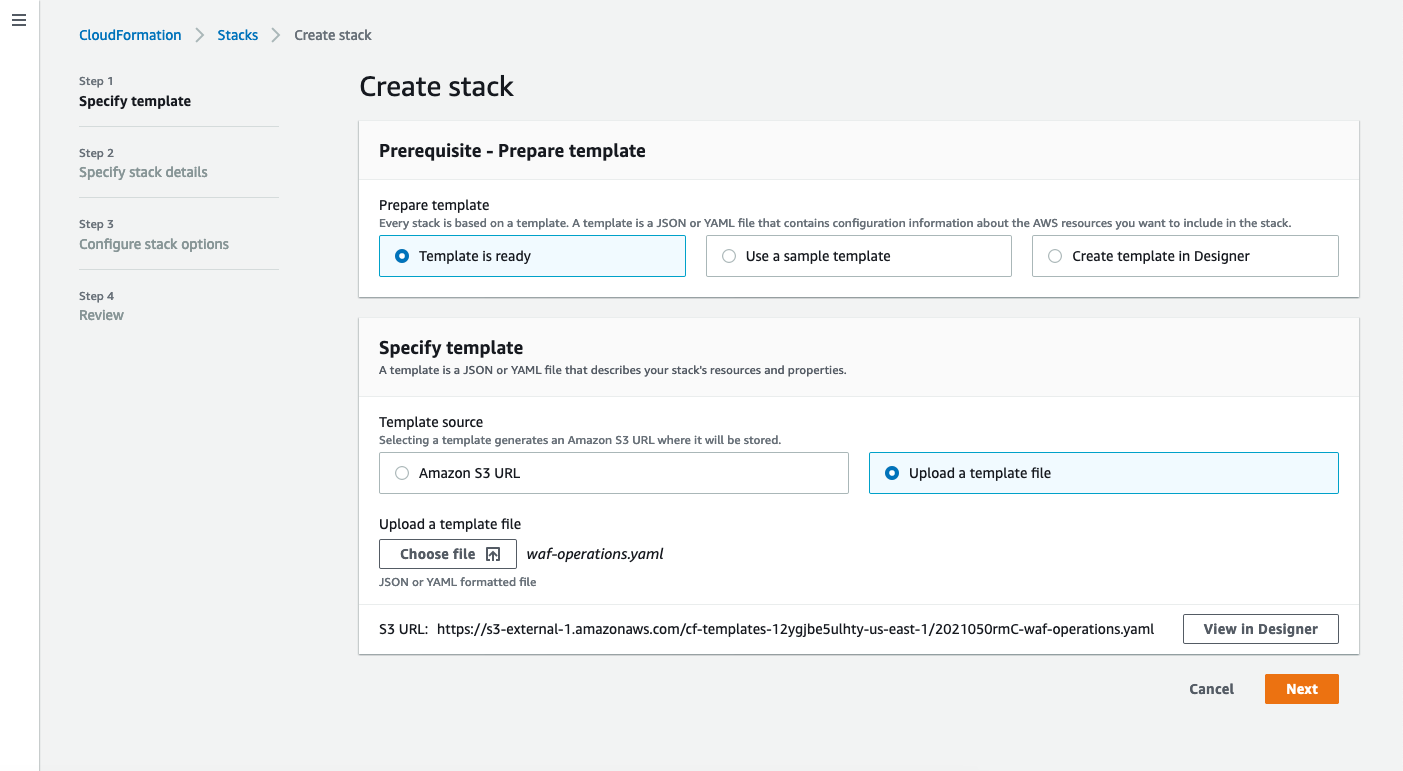 CloudFormation > Stacks > Create stack
Step 1
Specify template
Step 2
Specify stack details
Step 3
Configure stack options
Step 4
Review
Create stack
Prerequisite - Prepare template
Prepare template
Every stack is based on a template. A template is a JSON or YAML file that contains configuration information about the AWS resources you want to include in the stack.
Template is ready
Use a sample template
Create template in Designer
Specify template
A template is a JSON or YAML file that describes your stack's resources and properties.
Template source
Selecting a template generates an Amazon S3 URL where it will be stored.
Amazon S3 URL
Upload a template file
Upload a template file
Choose file waf-operations.yaml
JSON or YAML formatted file
S3 URL: https://s3-external-1.amazonaws.com/cf-templates-12ygjbe5ulhty-us-east-1/2021050rmC-waf-operations.yaml
View in Designer
Cancel
Next